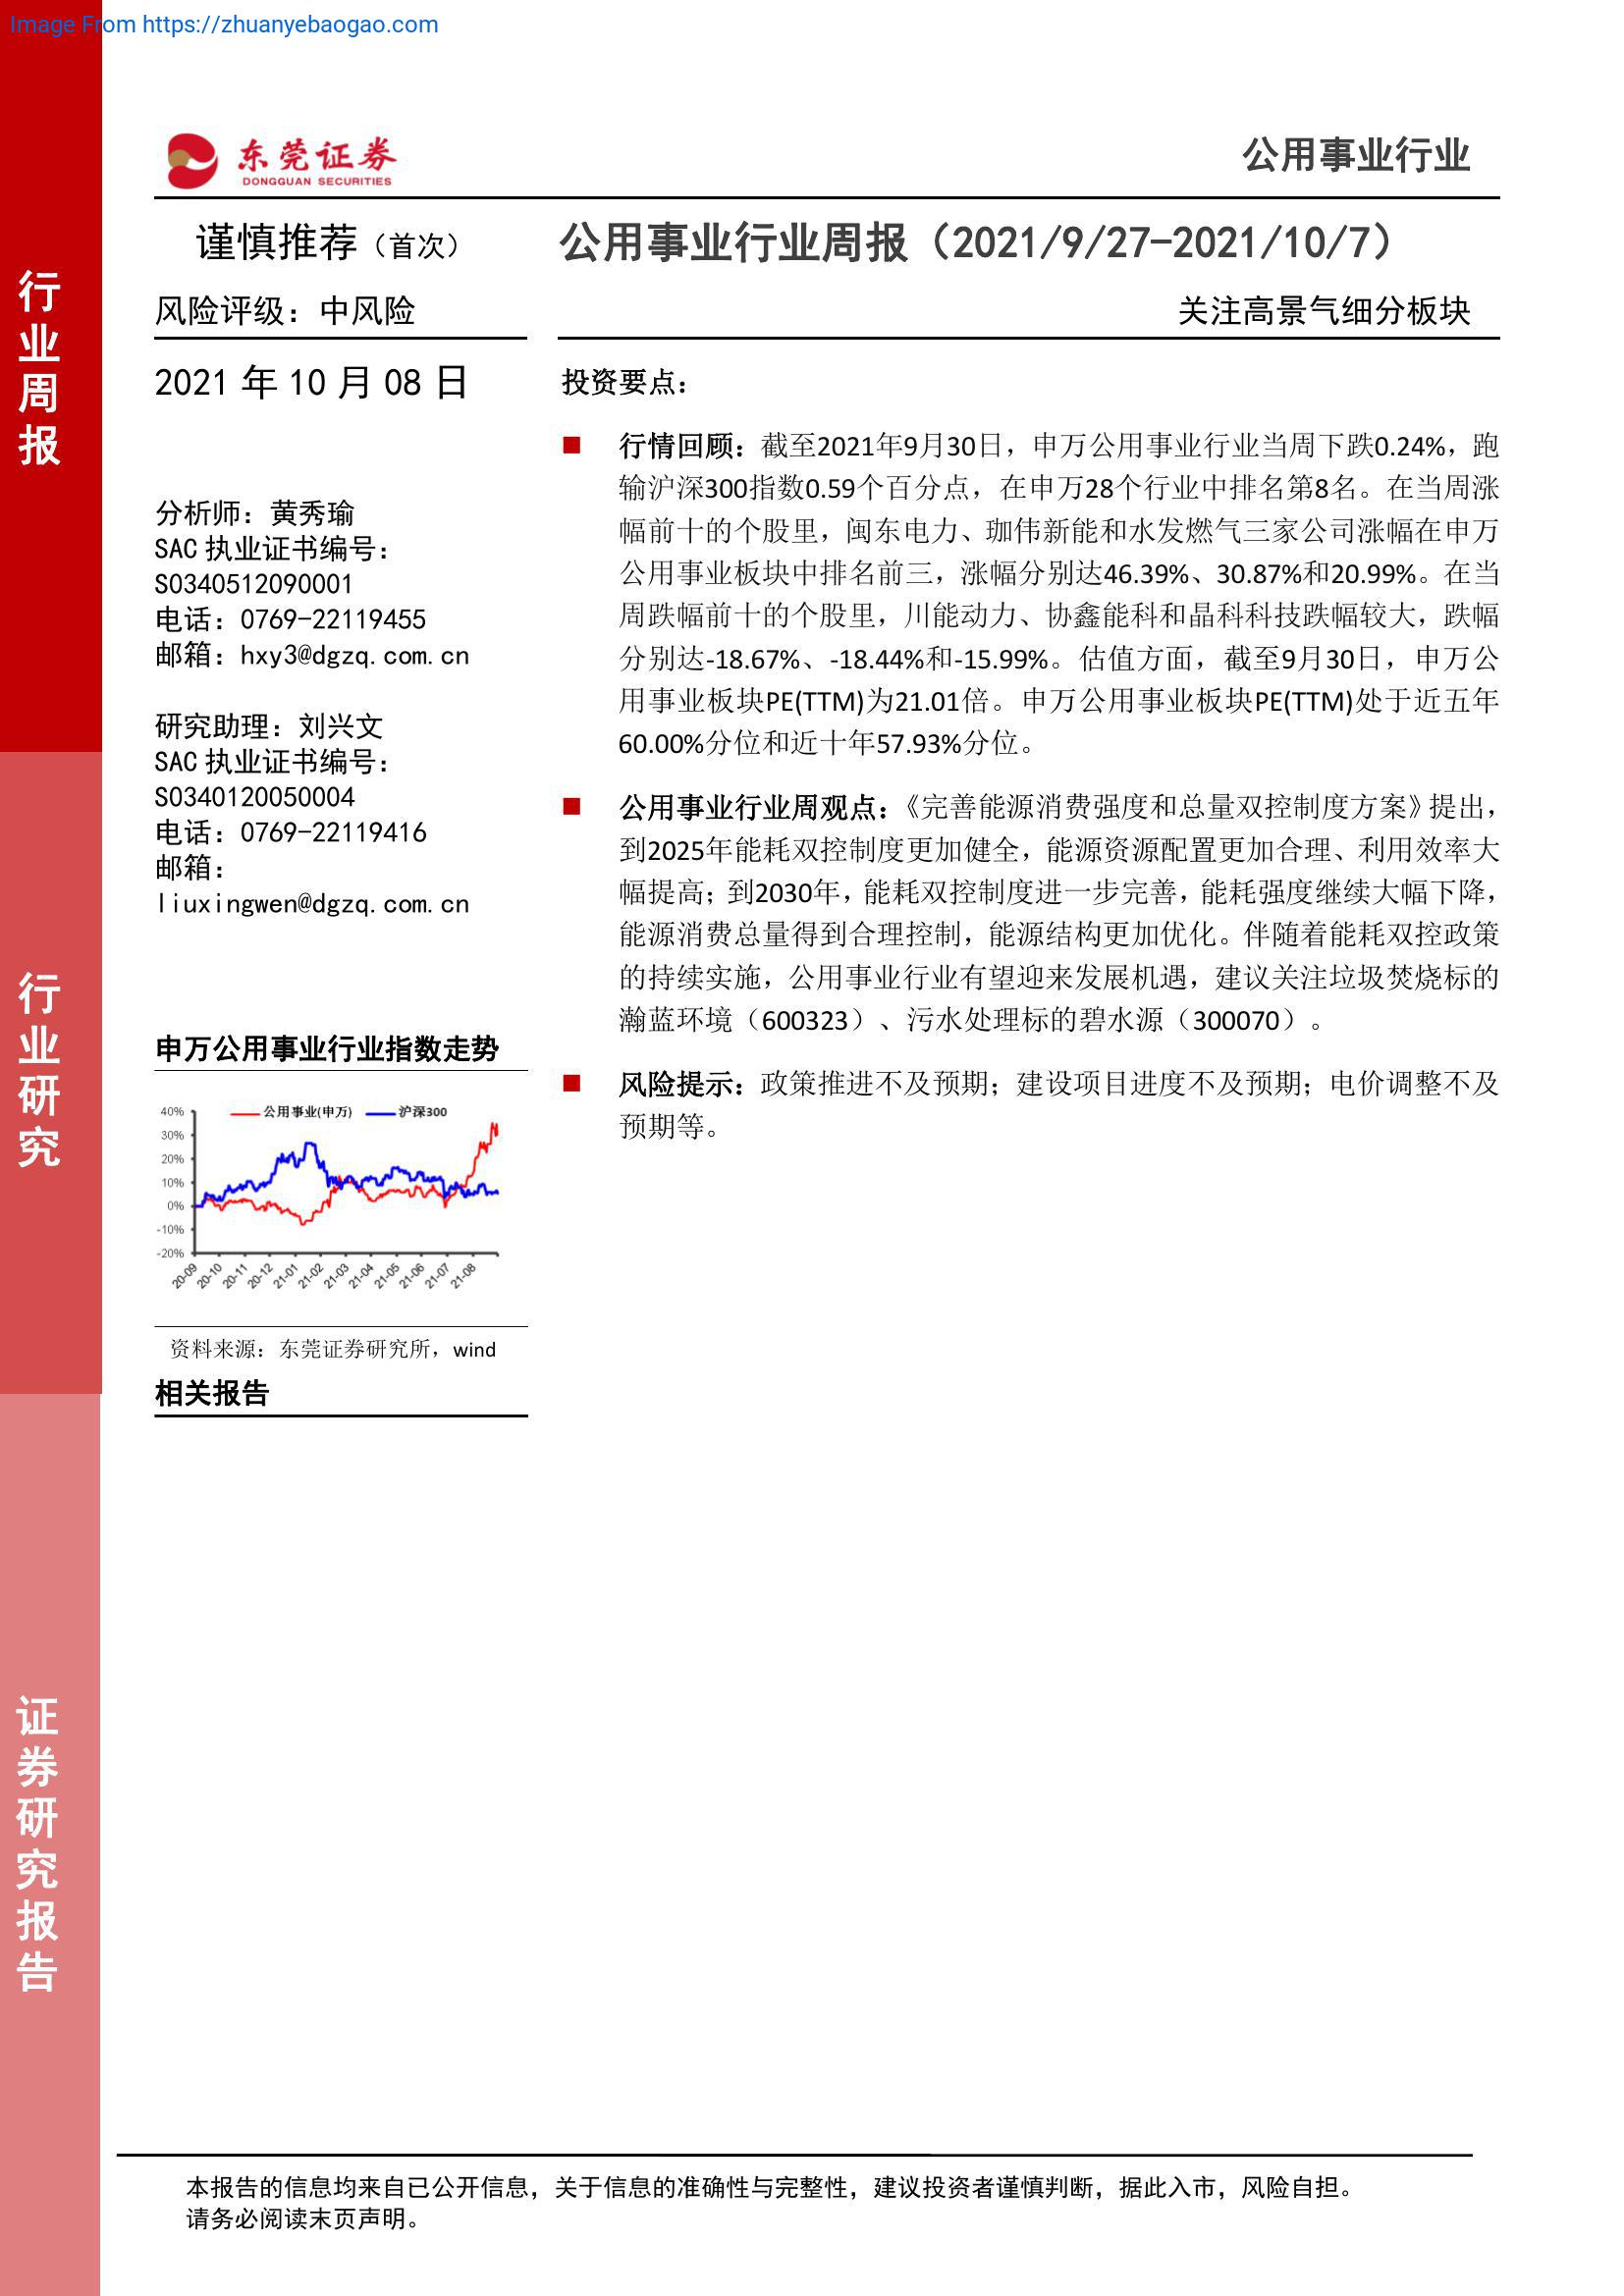 Image From https://zhuanyebaogao.com
东莞证券
DONGGUAN SECURITIES
公用事业行业
行业周报
行业研究
证券研究报告
谨慎推荐（首次）
风险评级：中风险
2021 年 10 月 08 日
分析师：黄秀瑜
SAC 执业证书编号：
S0340512090001
电话：0769-22119455
邮箱：hxy3@dgzq.com.cn
研究助理：刘兴文
SAC 执业证书编号：
S0340120050004
电话：0769-22119416
邮箱：
liuxingwen@dgzq.com.cn
申万公用事业行业指数走势
公用事业(申万) 沪深300
40%
30%
20%
10%
0%
-10%
-20%
20-09 20-10 20-11 20-12 21-01 21-02 21-03 21-04 21-05 21-06 21-07 21-08
资料来源：东莞证券研究所，wind
相关报告
公用事业行业周报（2021/9/27-2021/10/7）
关注高景气细分板块
投资要点：
■ 行情回顾：截至2021年9月30日，申万公用事业行业当周下跌0.24%，跑
输沪深300指数0.59个百分点，在申万28个行业中排名第8名。在当周涨
幅前十的个股里，闽东电力、珈伟新能和水发燃气三家公司涨幅在申万
公用事业板块中排名前三，涨幅分别达46.39%、30.87%和20.99%。在当
周跌幅前十的个股里，川能动力、协鑫能科和晶科科技跌幅较大，跌幅
分别达-18.67%、-18.44%和-15.99%。估值方面，截至9月30日，申万公
用事业板块PE(TTM)为21.01倍。申万公用事业板块PE(TTM)处于近五年
60.00%分位和近十年57.93%分位。
■ 公用事业行业周观点：《完善能源消费强度和总量双控制度方案》提出，
到2025年能耗双控制度更加健全，能源资源配置更加合理、利用效率大
幅提高；到2030年，能耗双控制度进一步完善，能耗强度继续大幅下降，
能源消费总量得到合理控制，能源结构更加优化。伴随着能耗双控政策
的持续实施，公用事业行业有望迎来发展机遇，建议关注垃圾焚烧标的
瀚蓝环境（600323）、污水处理标的碧水源（300070）。
■ 风险提示：政策推进不及预期；建设项目进度不及预期；电价调整不及
预期等。
本报告的信息均来自已公开信息，关于信息的准确性与完整性，建议投资者谨慎判断，据此入市，风险自担。
请务必阅读末页声明。